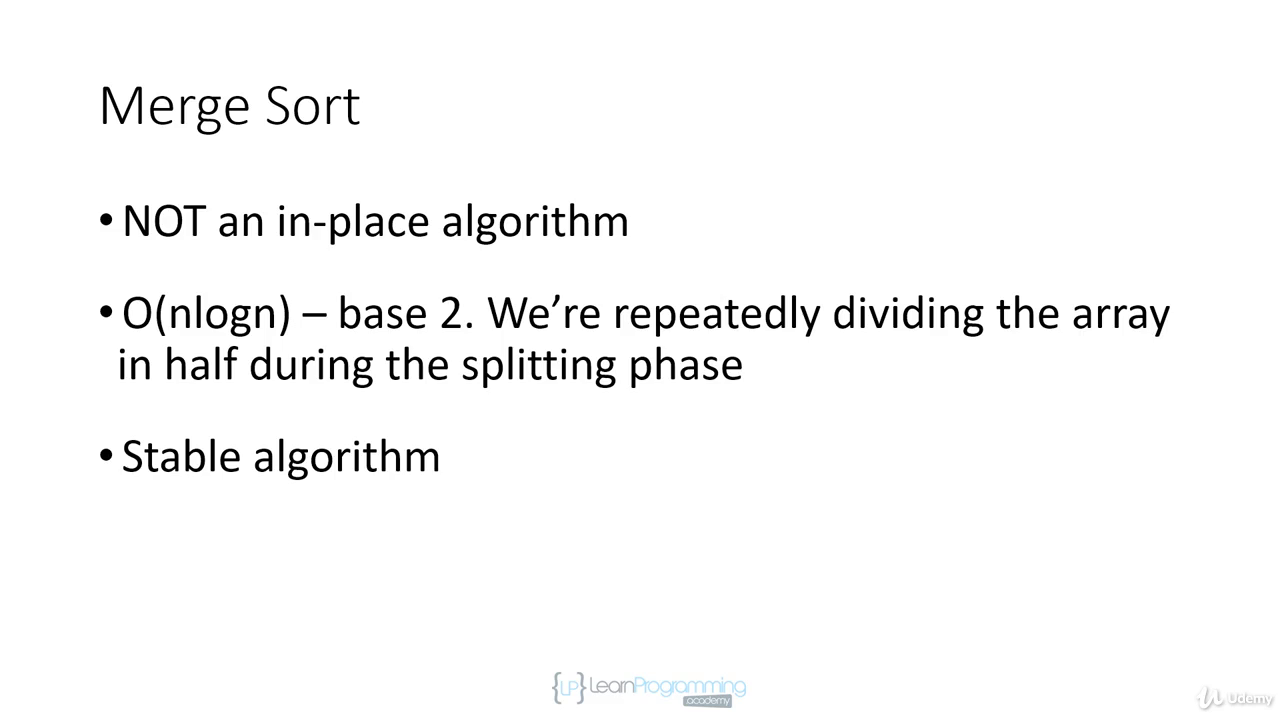 Merge Sort
• NOT an in-place algorithm
• O(nlogn) – base 2. We’re repeatedly dividing the array
in half during the splitting phase
• Stable algorithm
{LP} LearnProgramming
academy
Udemy